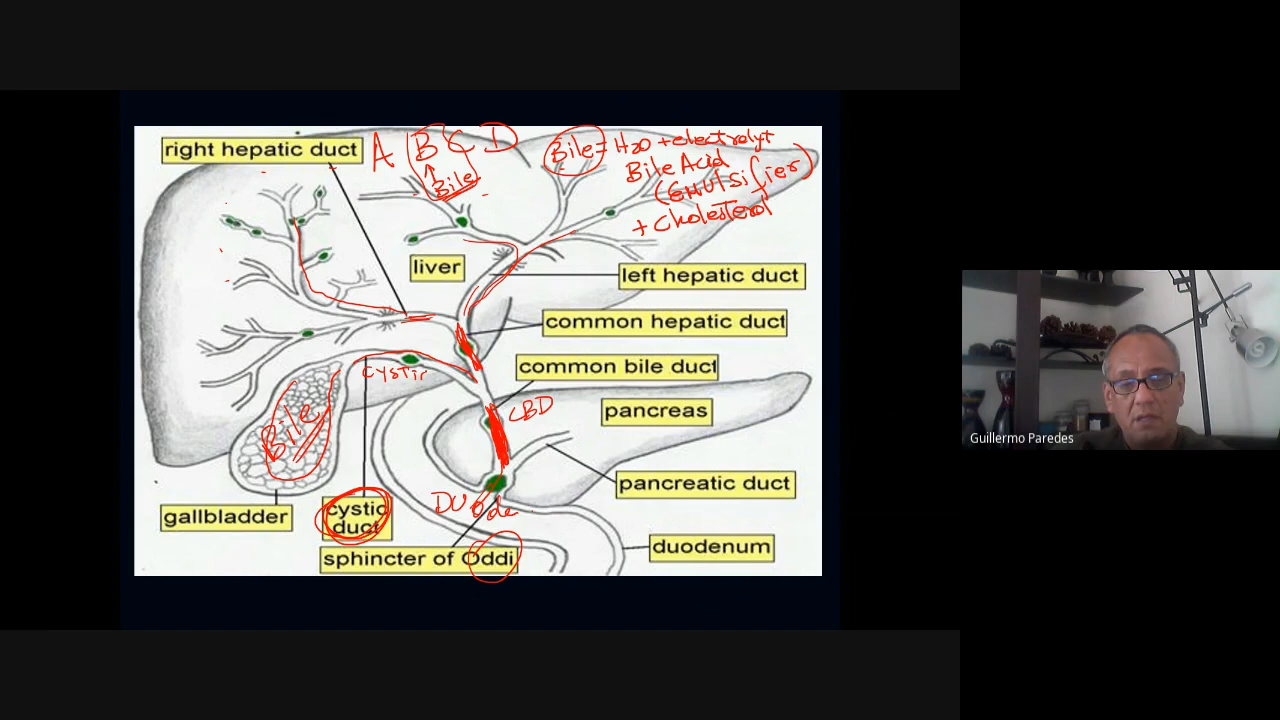 right hepatic duct
A B C D
Bile
Bile = H2O + electrolyt
Bile Acid
(EMUlSifier)
+ Cholesterol
liver
left hepatic duct
common hepatic duct
common bile duct
cystic
CBD
pancreas
Bile
pancreatic duct
DUode
gallbladder
cystic
duct
sphincter of Oddi
duodenum
Guillermo Paredes